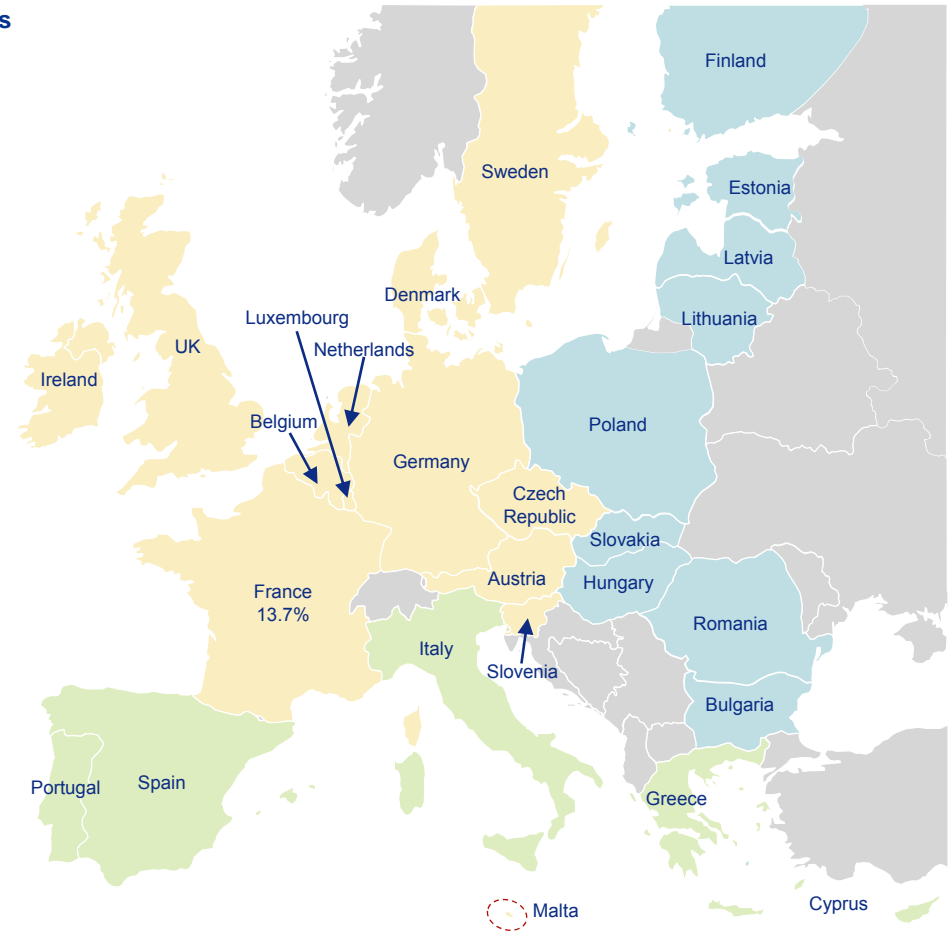 s
Finland
Sweden
Estonia
Latvia
Denmark
Luxembourg
Lithuania
UK
Netherlands
Ireland
Belgium
Poland
Germany
Czech
Republic
Slovakia
Austria
Hungary
France
13.7%
Romania
Italy
Slovenia
Bulgaria
Portugal
Spain
Greece
Cyprus
Malta